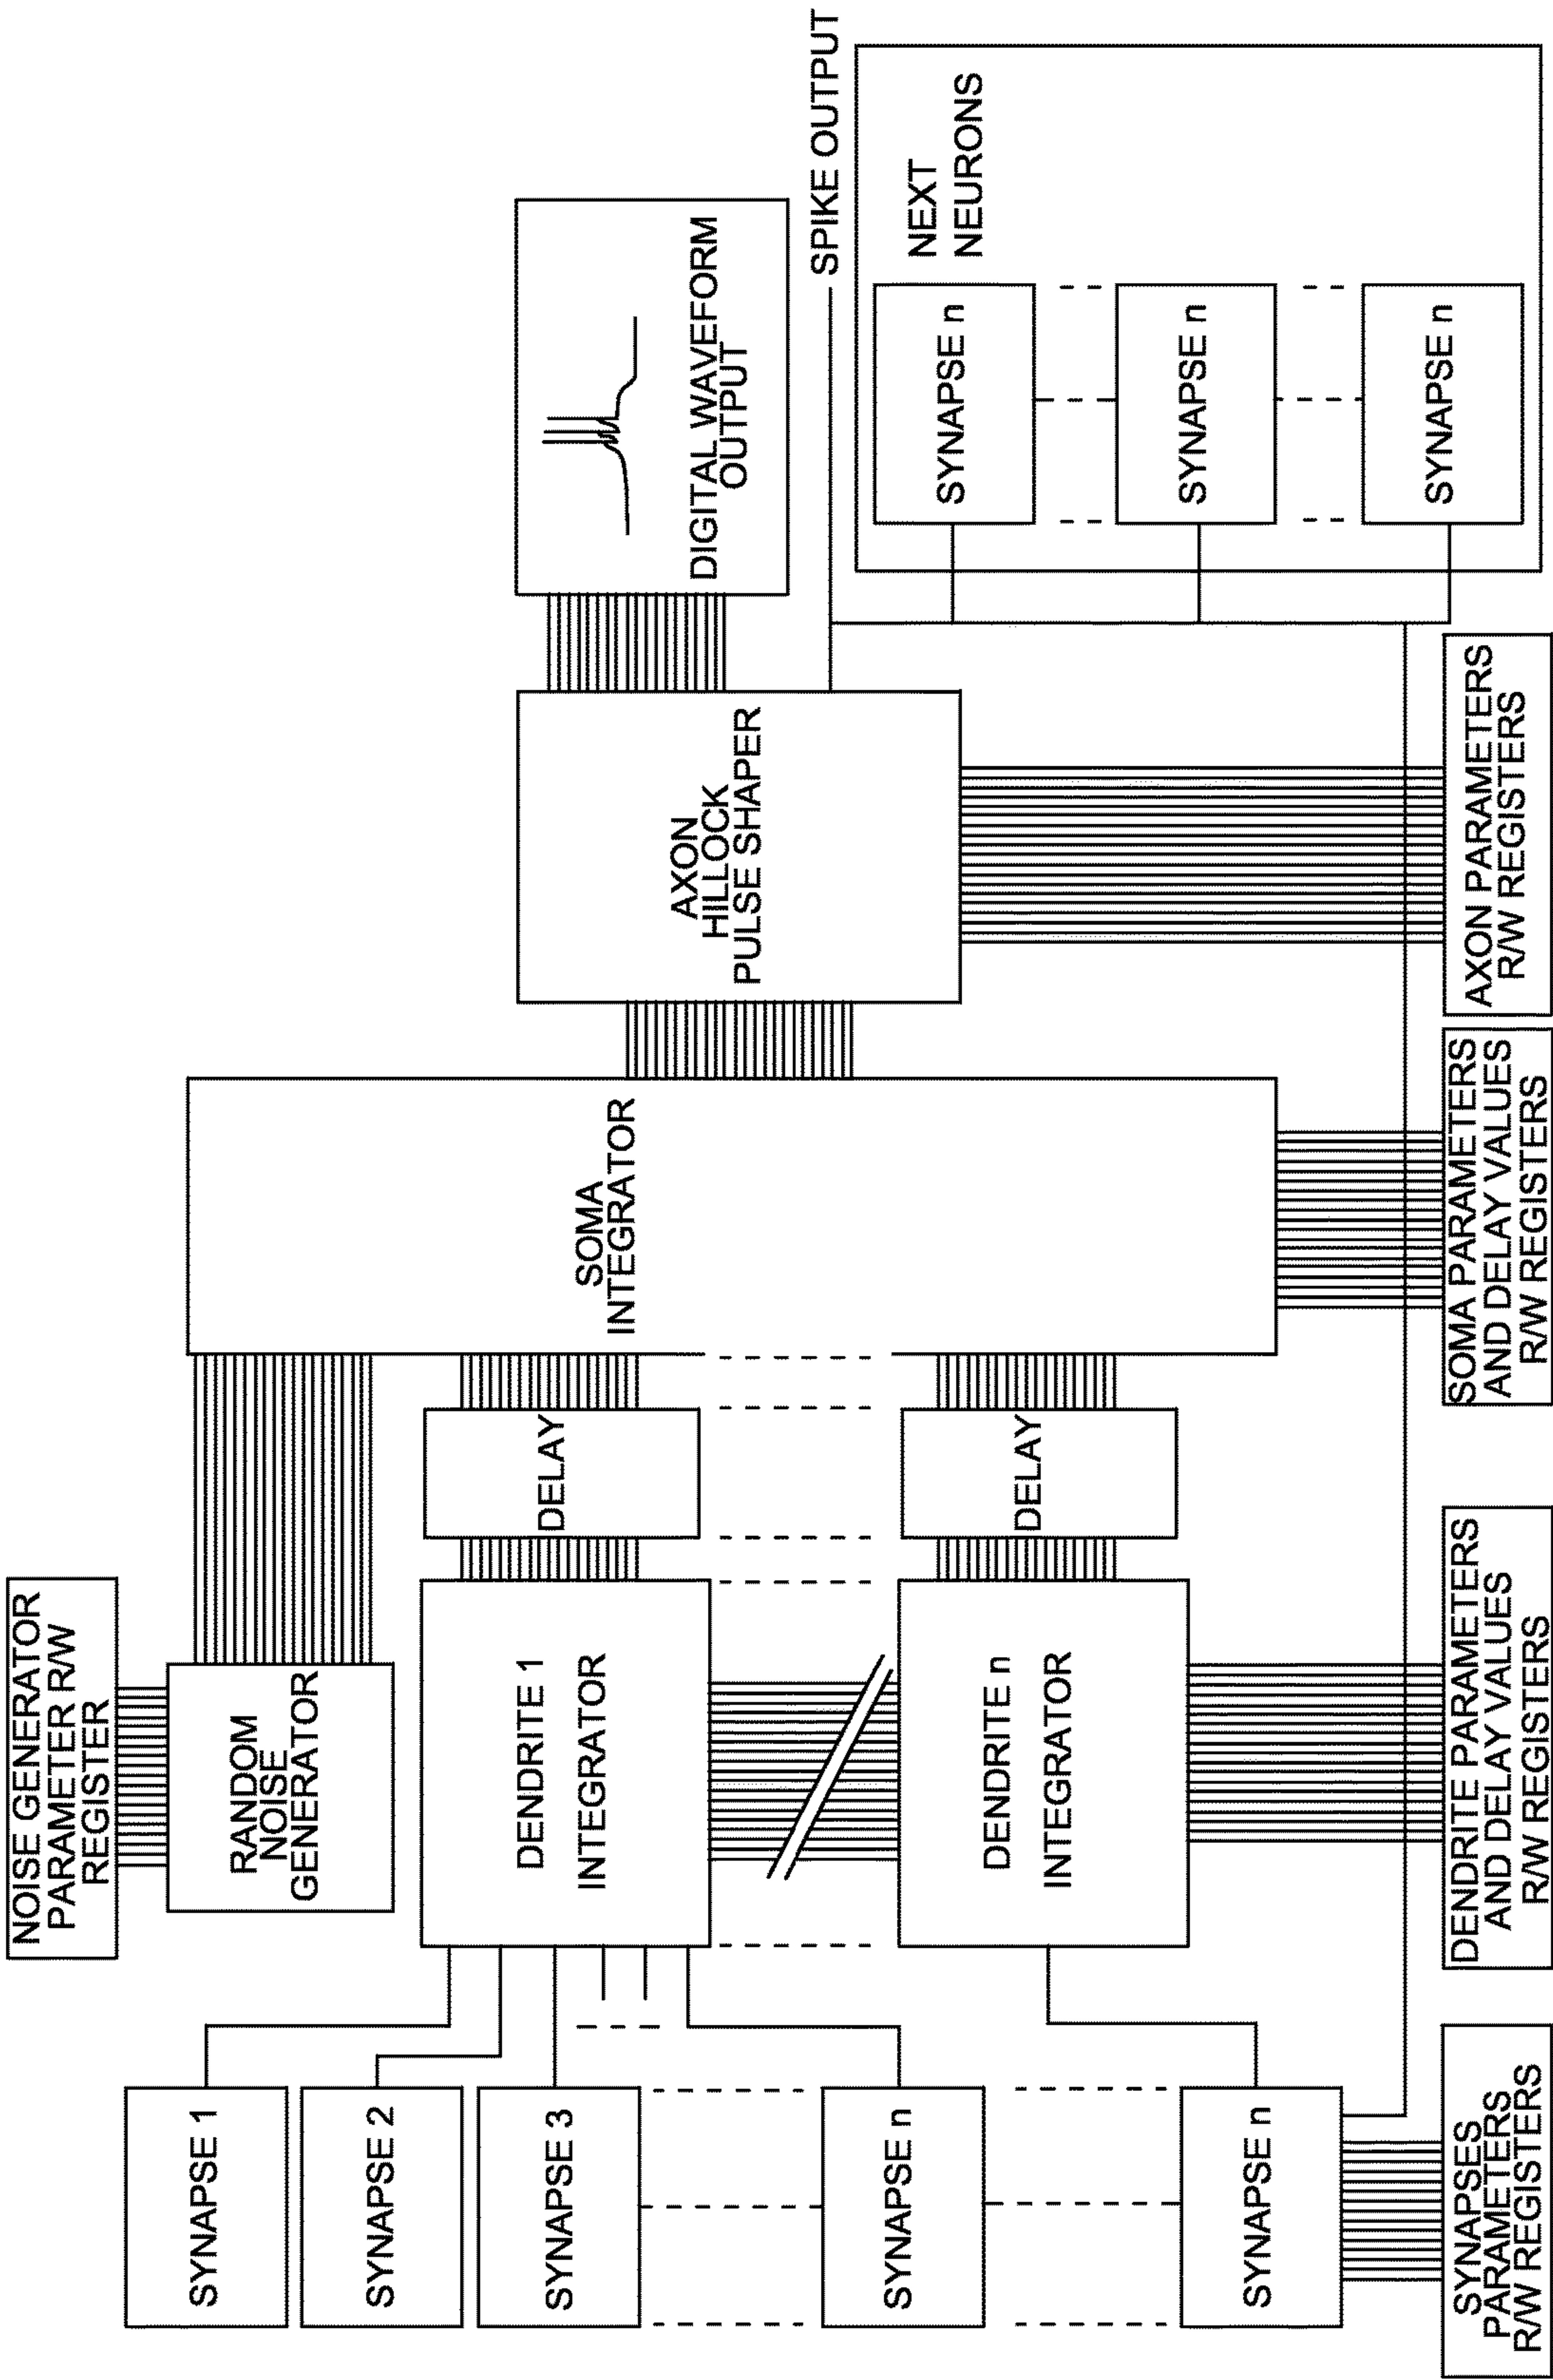 NOISE GENERATOR
PARAMETER R/W
REGISTER
RANDOM
NOISE
GENERATOR
SYNAPSE 1
SYNAPSE 2
SYNAPSE 3
SYNAPSE n
SYNAPSE n
DENDRITE 1
INTEGRATOR
DENDRITE n
INTEGRATOR
DELAY
DELAY
SOMA
INTEGRATOR
AXON
HILLOCK
PULSE SHAPER
DIGITAL WAVEFORM
OUTPUT
SPIKE OUTPUT
NEXT
NEURONS
SYNAPSE n
SYNAPSE n
SYNAPSE n
SYNAPSES
PARAMETERS
R/W REGISTERS
DENDRITE PARAMETERS
AND DELAY VALUES
R/W REGISTERS
SOMA PARAMETERS
AND DELAY VALUES
R/W REGISTERS
AXON PARAMETERS
R/W REGISTERS